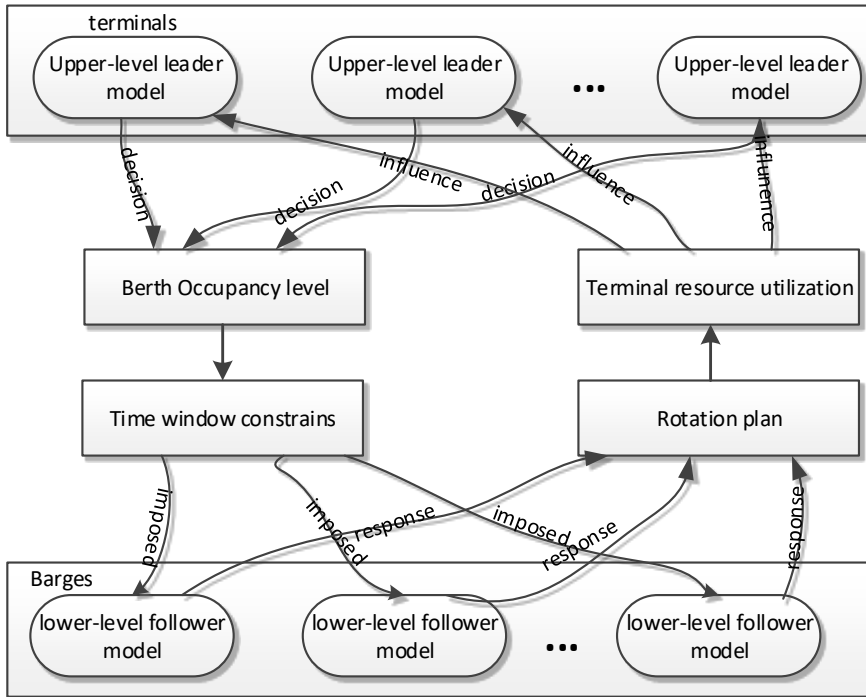 terminals
Upper-level leader
model
Upper-level leader
model
...
Upper-level leader
model
decision
decision
influence
decision
influence
influnence
Berth Occupancy level
Terminal resource utilization
Time window constrains
Rotation plan
imposed
imposed
response
imposed
response
response
Barges
lower-level follower
model
lower-level follower
model
...
lower-level follower
model